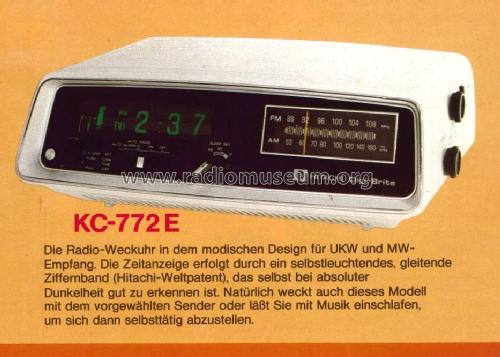 FM 88 92 96 100 104 108 MHz
AM 53 60 70 80 100 120 140 160
FRI 2:37
www.radiomuseum.org
KC-772 E
Die Radio-Weckuhr in dem modischen Design für UKW und MW-
Empfang. Die Zeitanzeige erfolgt durch ein selbstleuchtendes, gleitende
Ziffernband (Hitachi-Weltpatent), das selbst bei absoluter
Dunkelheit gut zu erkennen ist. Natürlich weckt auch dieses Modell
mit dem vorgewählten Sender oder läßt Sie mit Musik einschlafen,
um sich dann selbsttätig abzustellen.